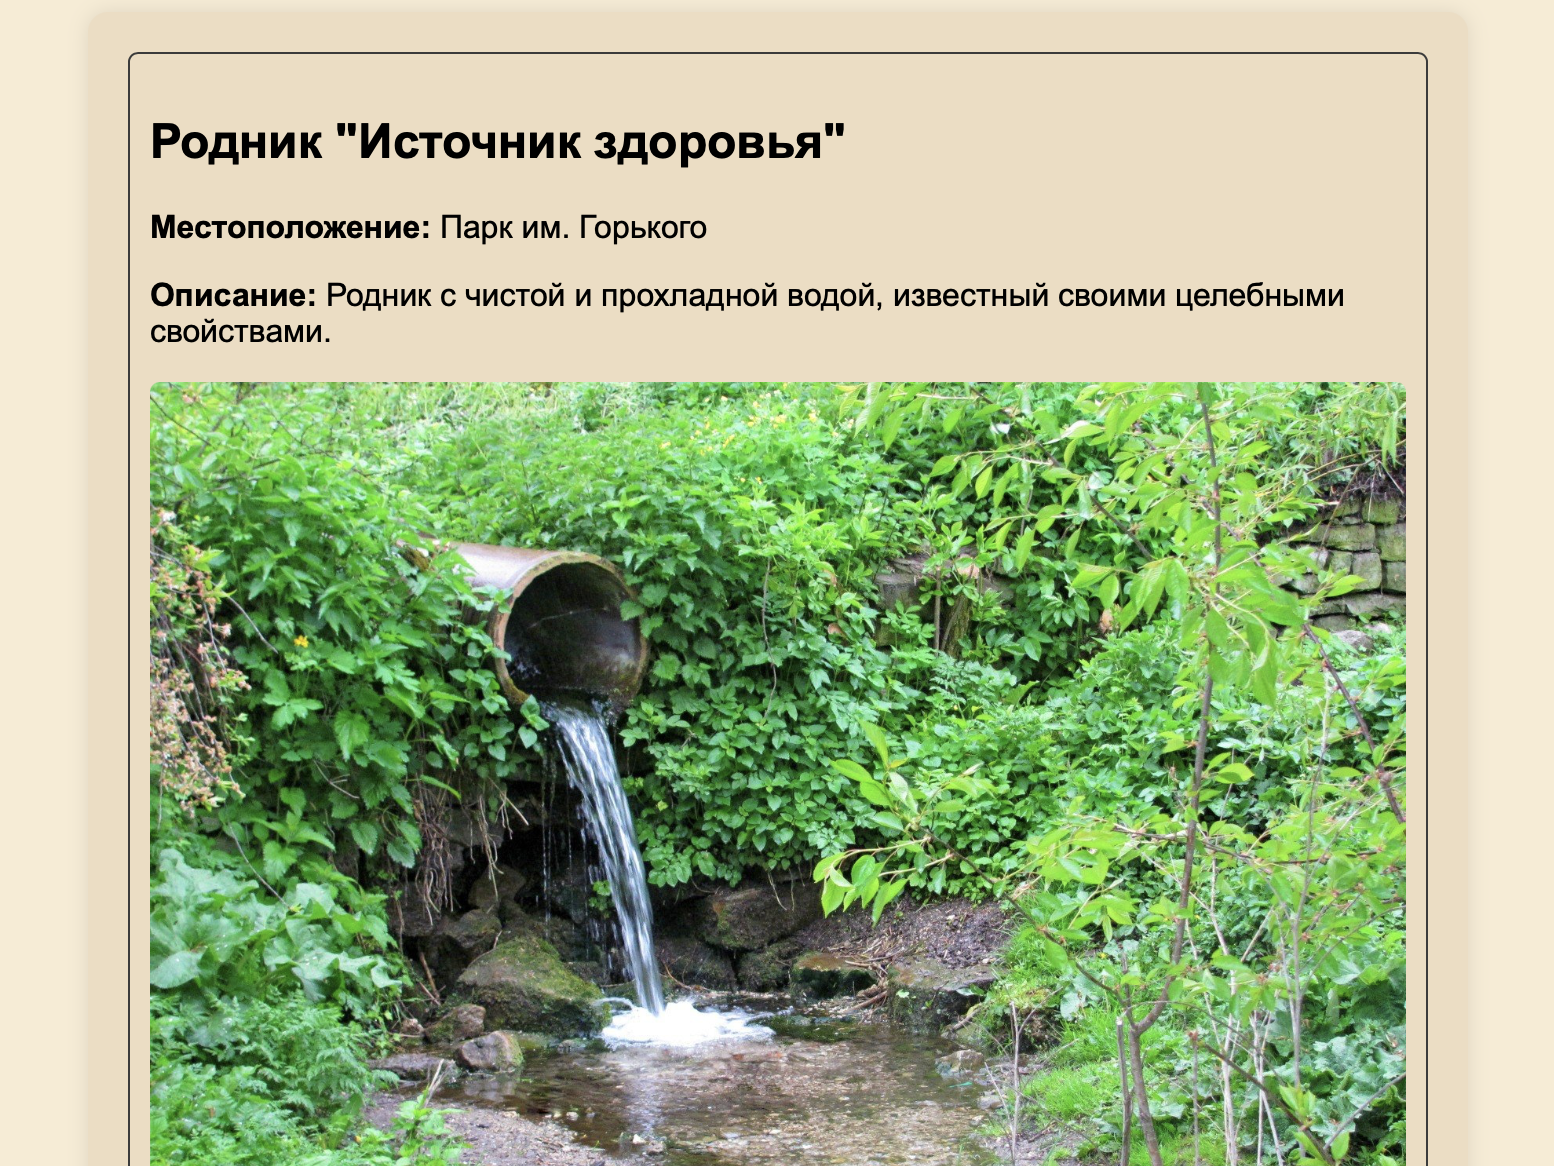 Родник "Источник здоровья"
Местоположение: Парк им. Горького
Описание: Родник с чистой и прохладной водой, известный своими целебными
свойствами.